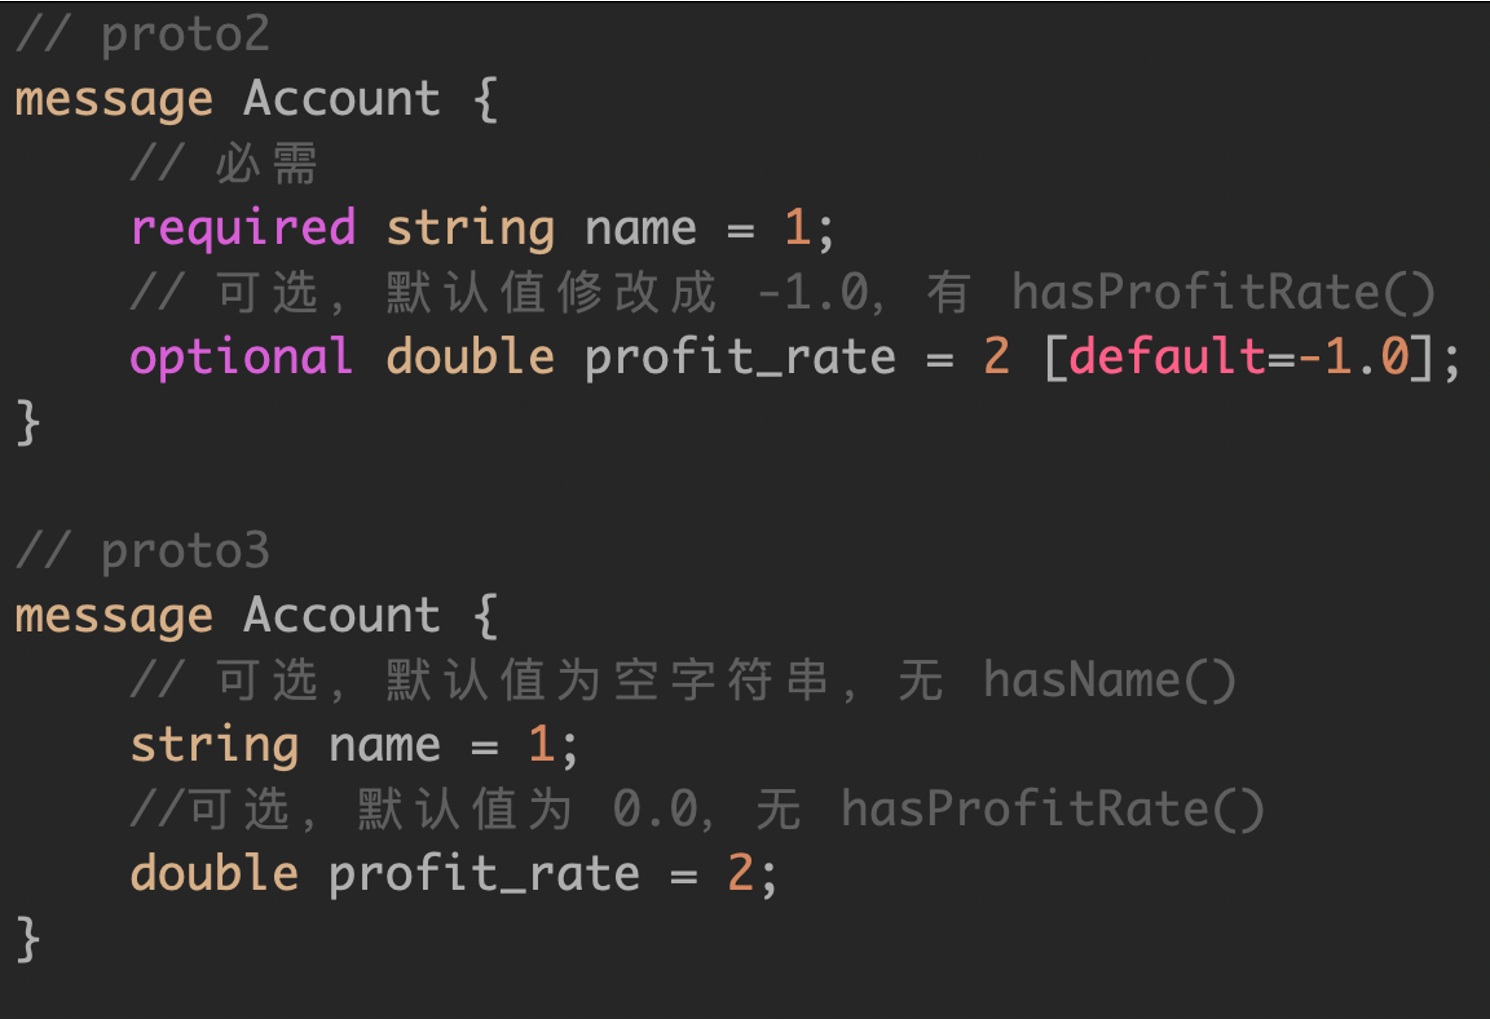 // proto2
message Account {
    // 必需
    required string name = 1;
    // 可选，默认值修改成 -1.0，有 hasProfitRate()
    optional double profit_rate = 2 [default=-1.0];
}

// proto3
message Account {
    // 可选，默认值为空字符串，无 hasName()
    string name = 1;
    //可选，默认值为 0.0，无 hasProfitRate()
    double profit_rate = 2;
}